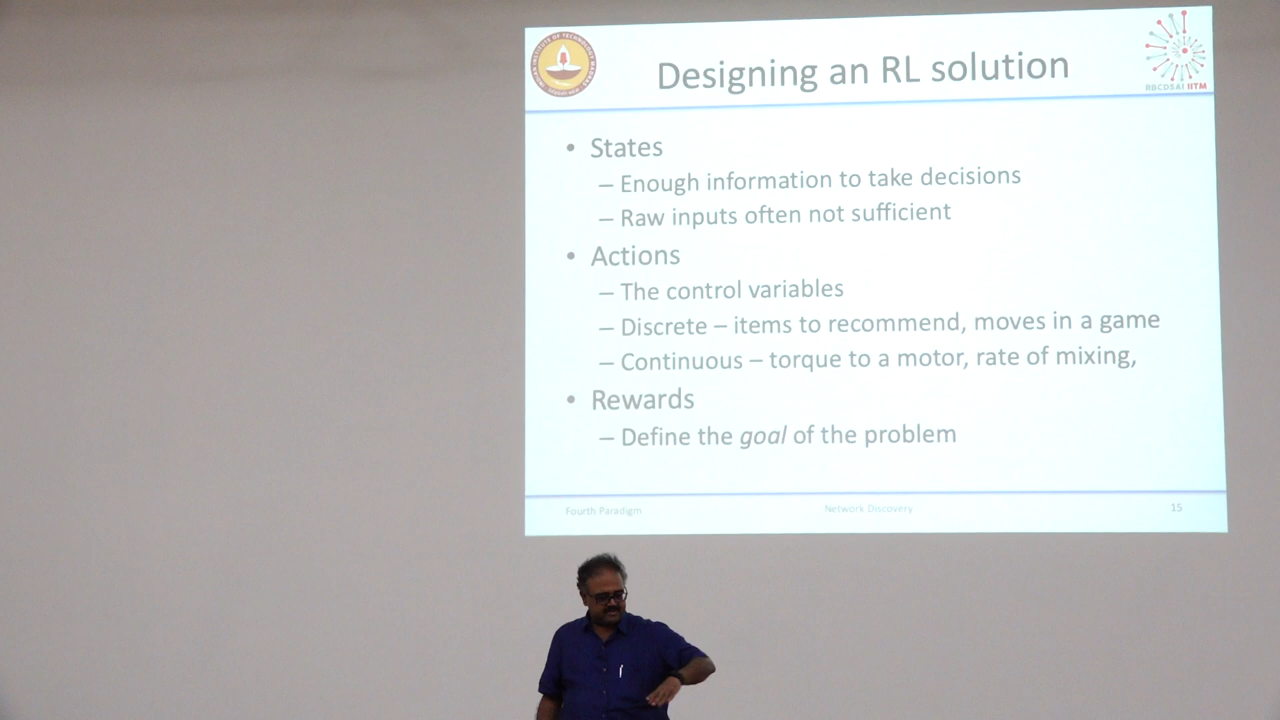 Designing an RL solution
RBCDSAI IITM
• States
– Enough information to take decisions
– Raw inputs often not sufficient
• Actions
– The control variables
– Discrete – items to recommend, moves in a game
– Continuous – torque to a motor, rate of mixing,
• Rewards
– Define the goal of the problem
Fourth Paradigm
Network Discovery
15